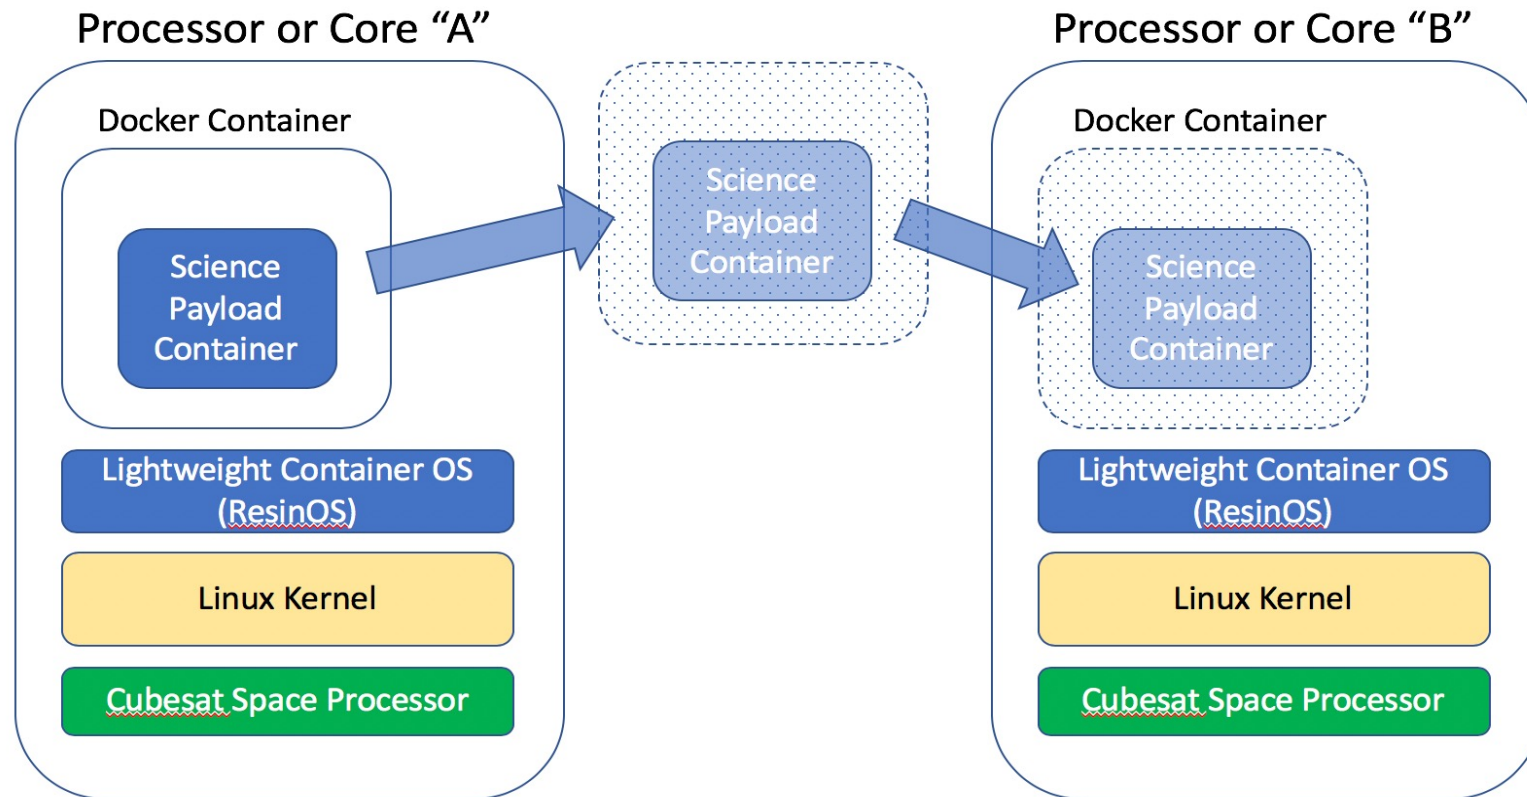 Processor or Core “A”
Docker Container
Science
Payload
Container
Lightweight Container OS
(ResinOS)
Linux Kernel
Cubesat Space Processor
Science
Payload
Container
Processor or Core “B”
Docker Container
Science
Payload
Container
Lightweight Container OS
(ResinOS)
Linux Kernel
Cubesat Space Processor